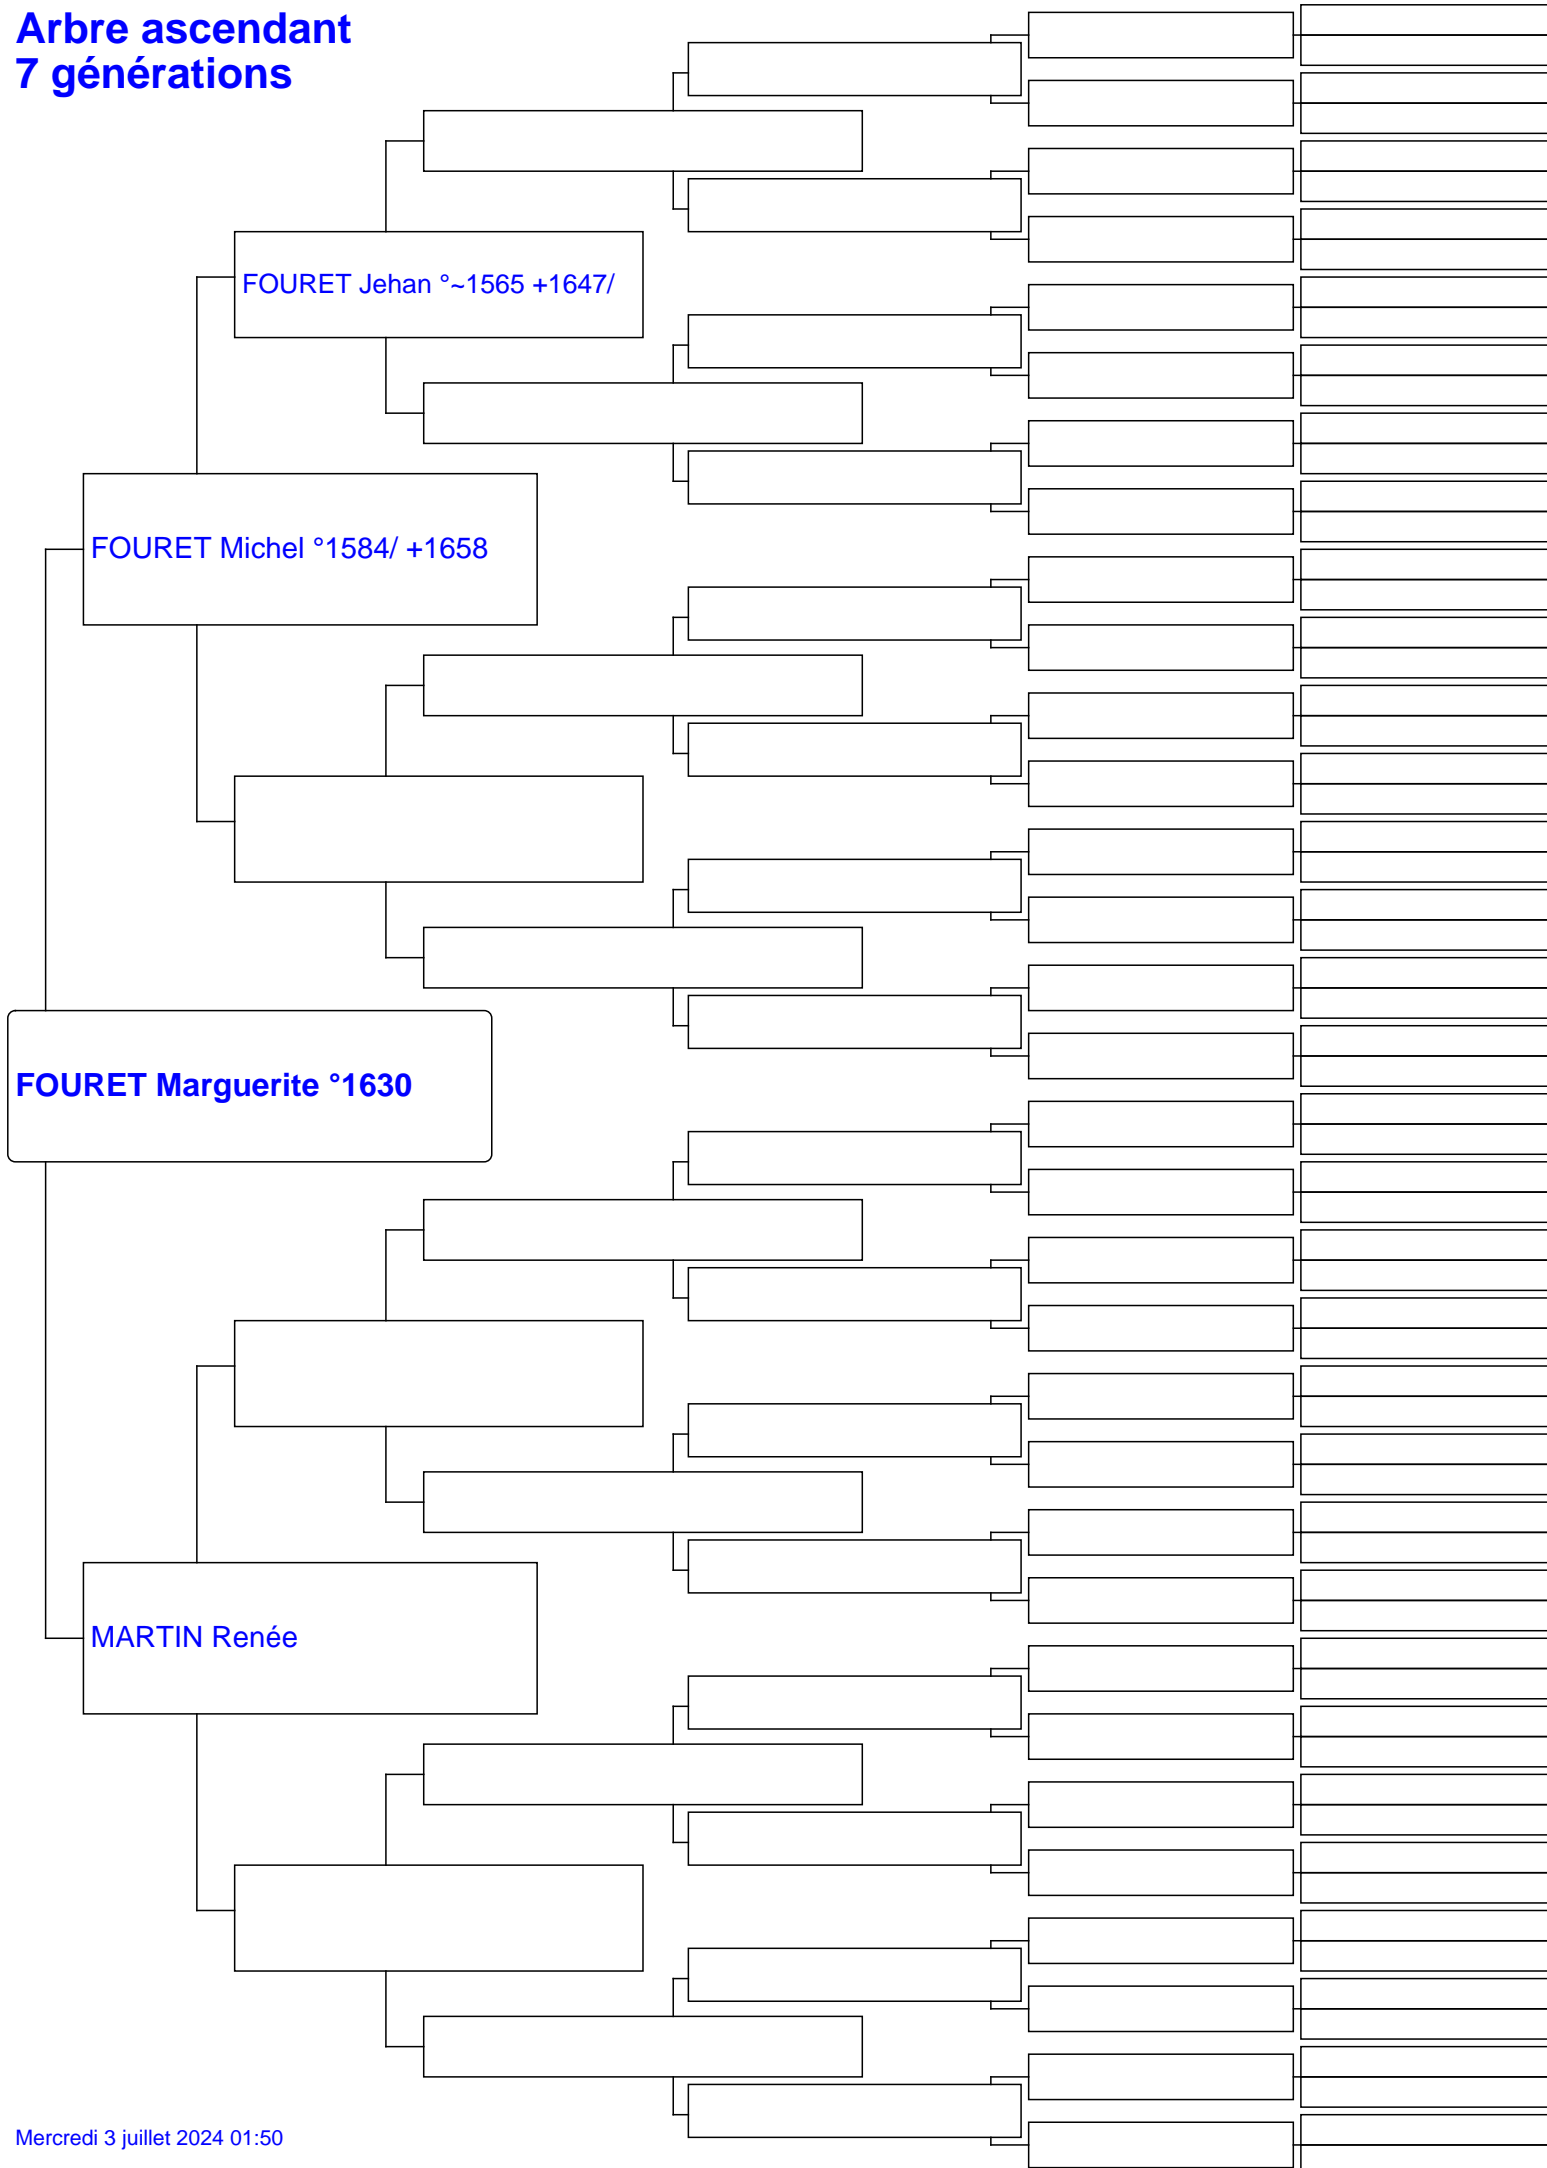 Arbre ascendant
7 générations
FOURET Jehan °~1565 +1647/
FOURET Michel °1584/ +1658
FOURET Marguerite °1630
MARTIN Renée
Mercredi 3 juillet 2024 01:50